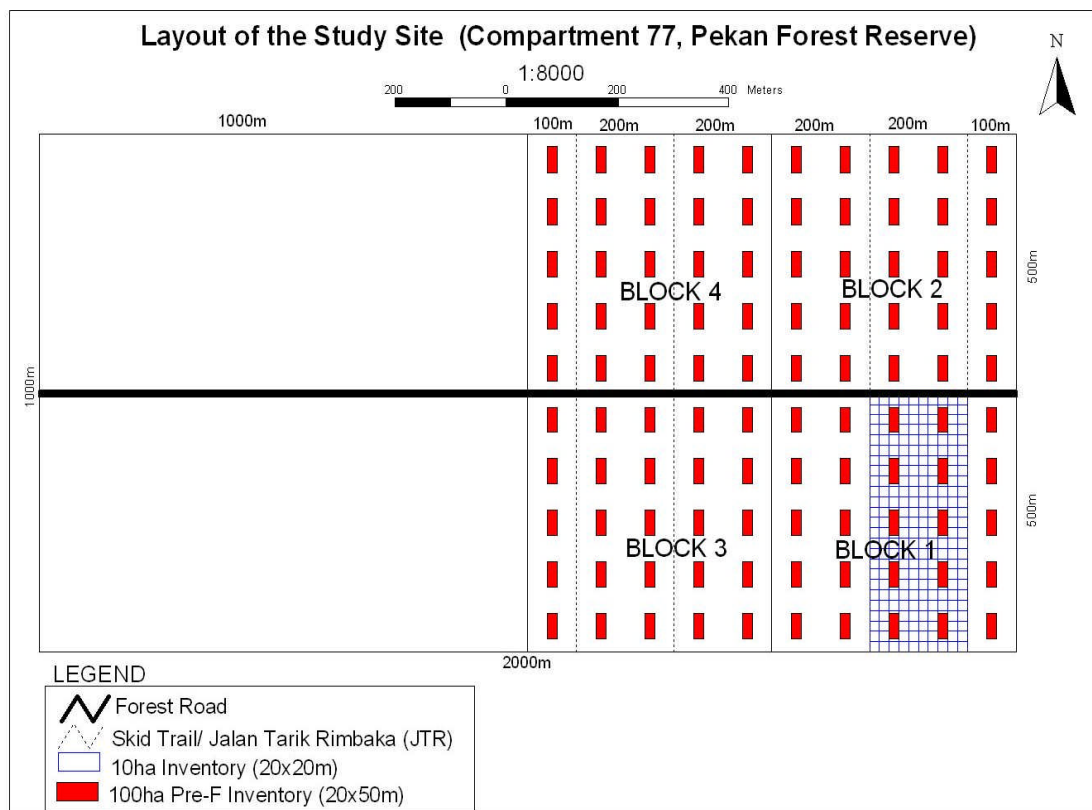 Layout of the Study Site (Compartment 77, Pekan Forest Reserve)
N
1:8000
200 0 200 400 Meters
1000m 100m 200m 200m 200m 200m 100m
500m
BLOCK 4 BLOCK 2
1000m
500m
BLOCK 3 BLOCK 1
2000m
LEGEND
Forest Road
Skid Trail/ Jalan Tarik Rimbaka (JTR)
10ha Inventory (20x20m)
100ha Pre-F Inventory (20x50m)